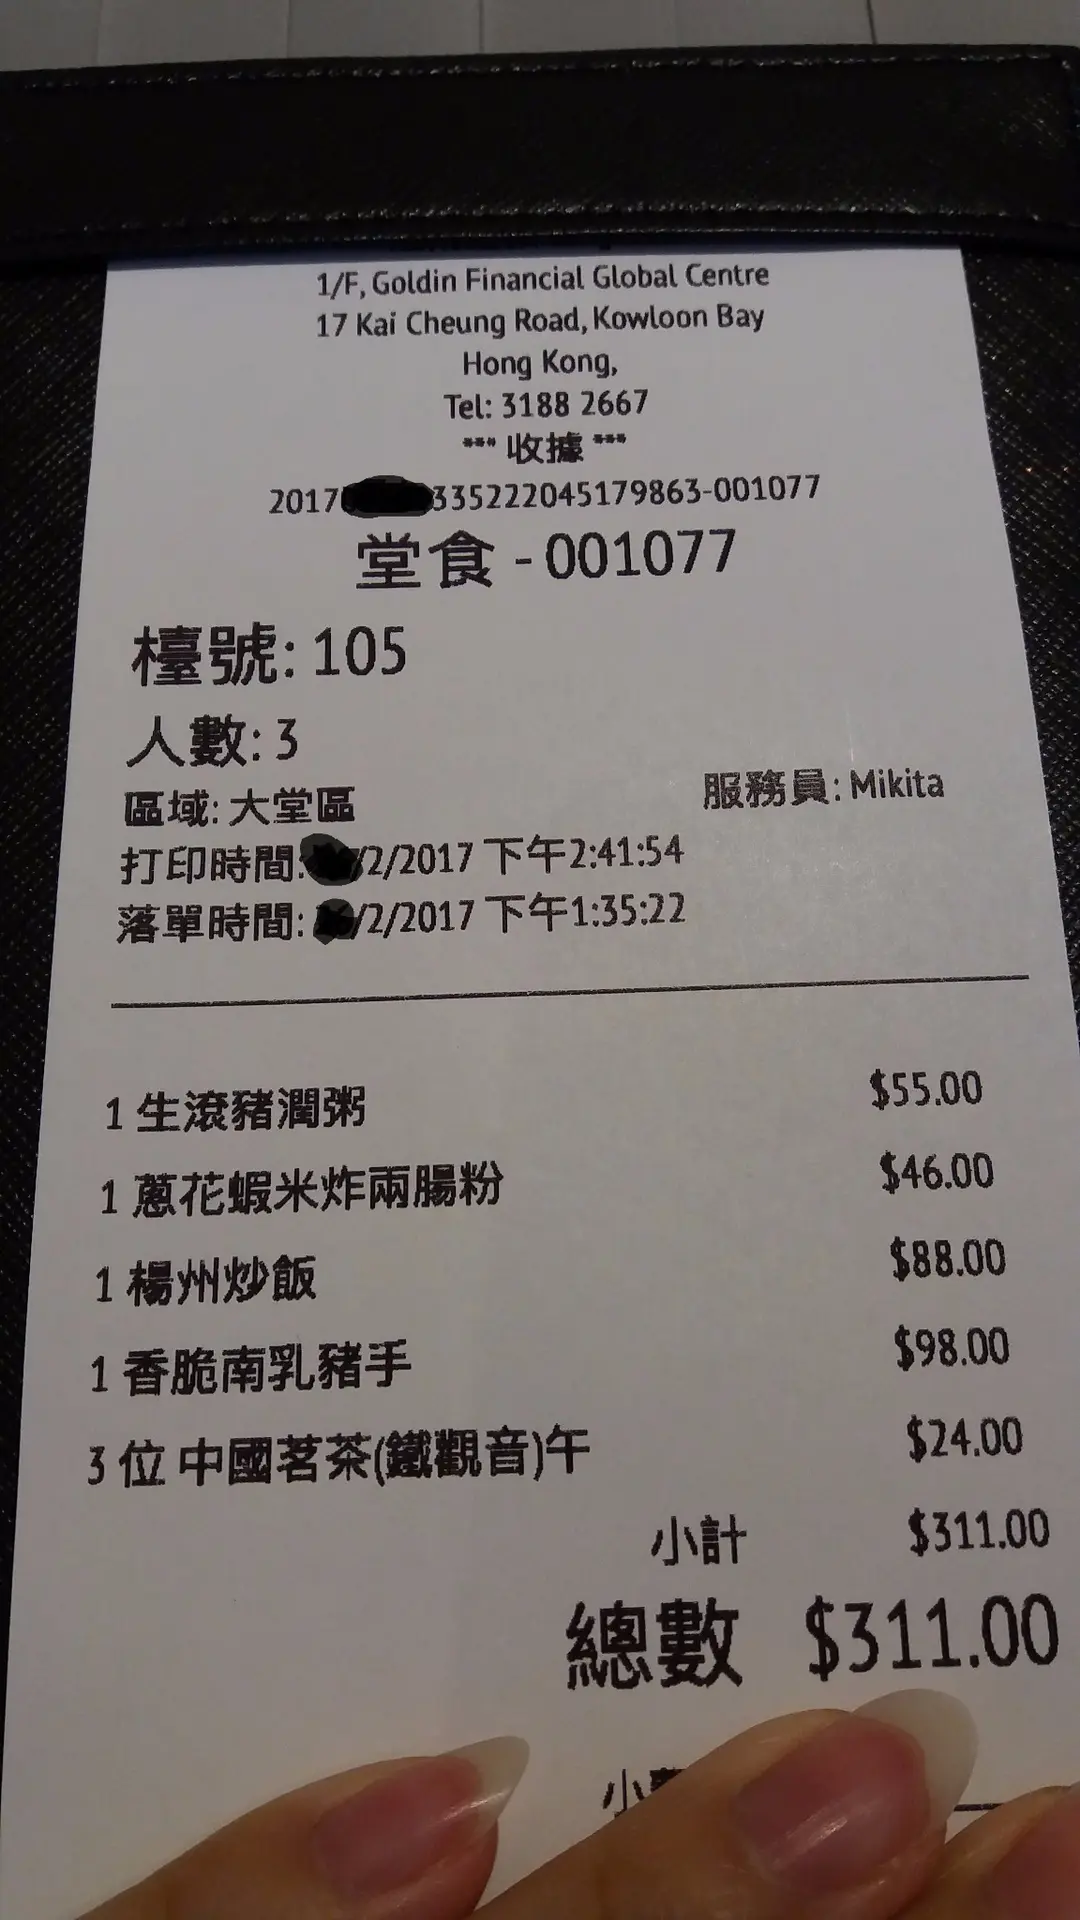 1/F, Goldin Financial Global Centre
17 Kai Cheung Road, Kowloon Bay
Hong Kong,
Tel: 3188 2667
*** 收據 ***
2017 335222045179863-001077
堂食 - 001077
檯號: 105
人數: 3
區域: 大堂區 服務員: Mikita
打印時間: /2/2017 下午2:41:54
落單時間: /2/2017 下午1:35:22
1 生滾豬潤粥 $55.00
1 蔥花蝦米炸兩腸粉 $46.00
1 楊州炒飯 $88.00
1 香脆南乳豬手 $98.00
3 位 中國茗茶(鐵觀音)午 $24.00
小計 $311.00
總數 $311.00
小